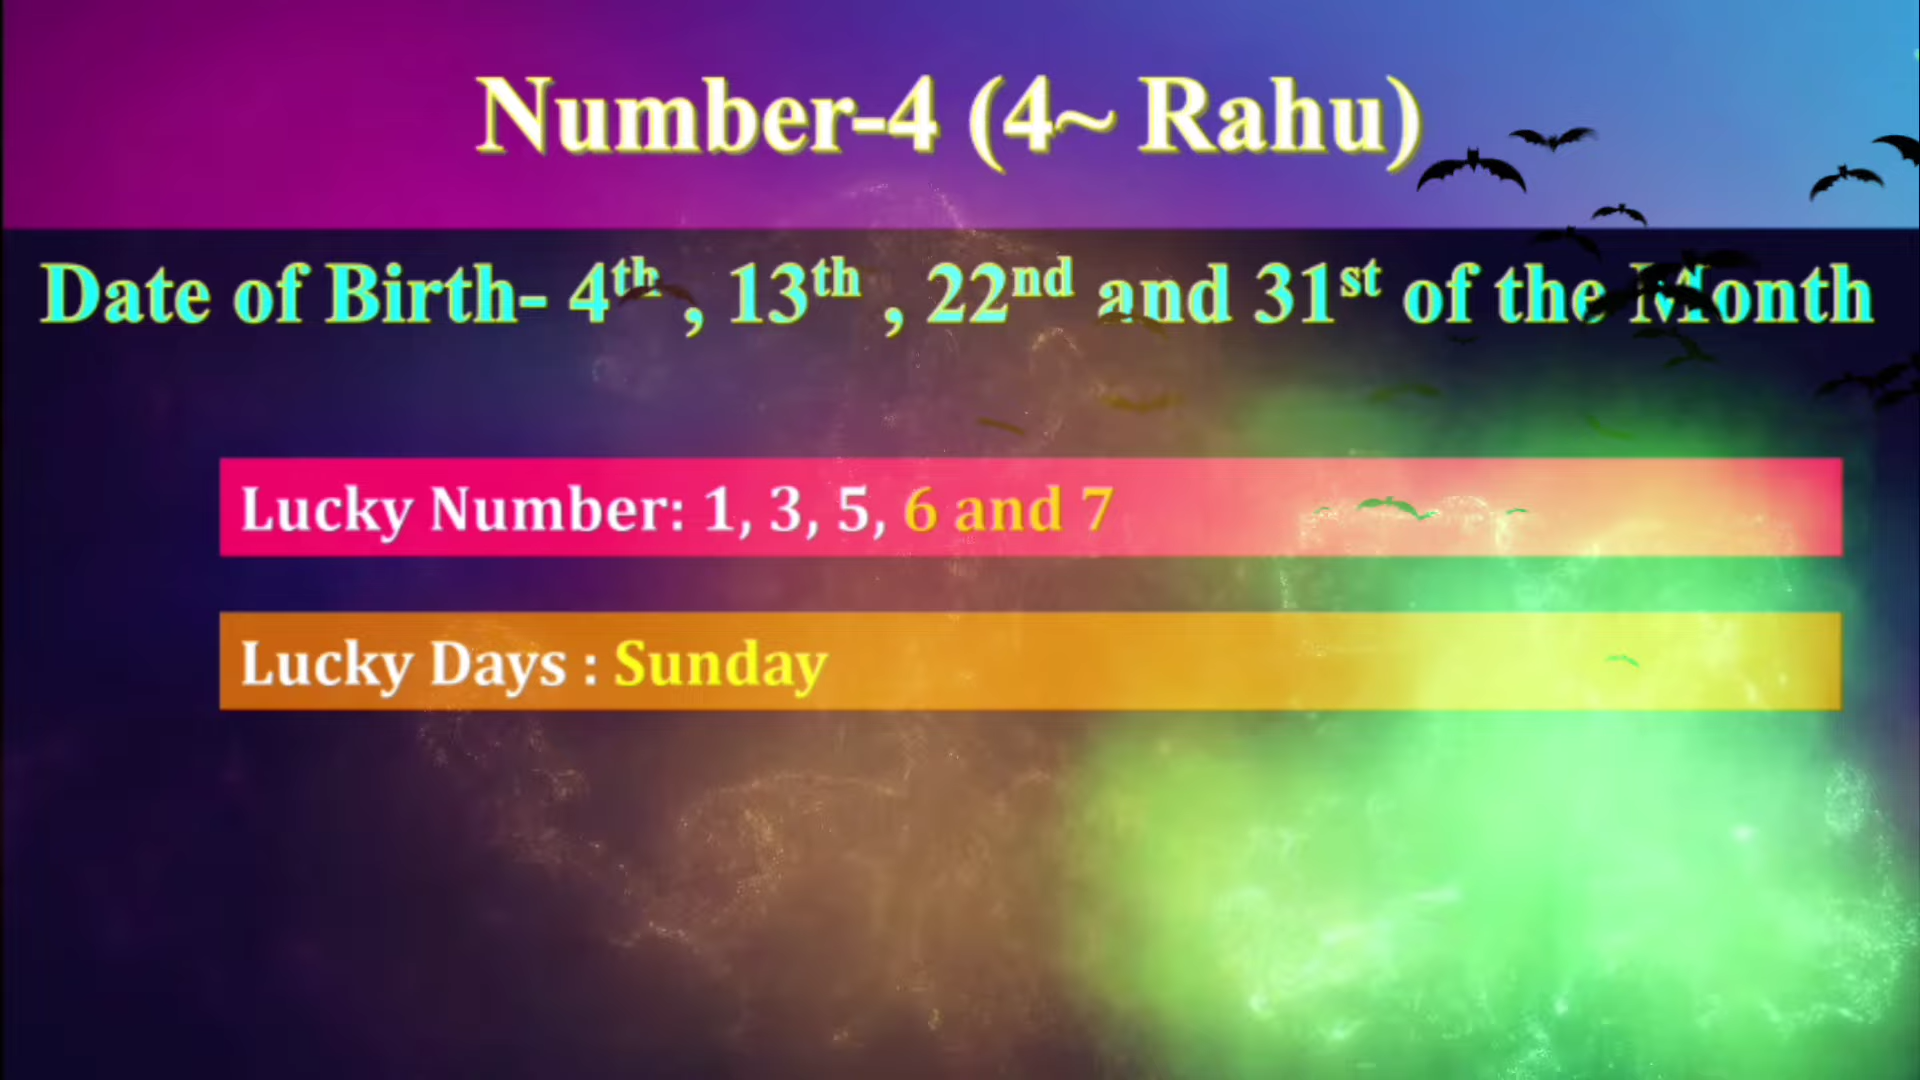 Number-4 (4~ Rahu)
Date of Birth- 4th , 13th , 22nd and 31st of the Month
Lucky Number: 1, 3, 5, 6 and 7
Lucky Days : Sunday